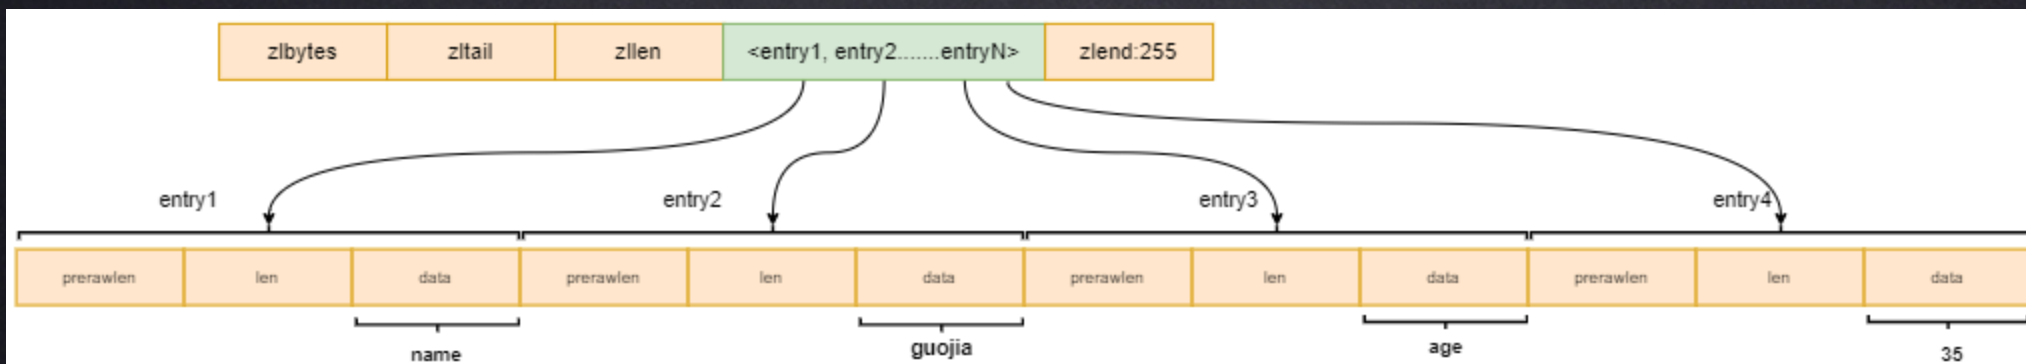 zlbytes zltail zllen <entry1, entry2.......entryN> zlend:255
entry1 entry2 entry3 entry4
prerawlen len data prerawlen len data prerawlen len data prerawlen len data
name guojia age 35